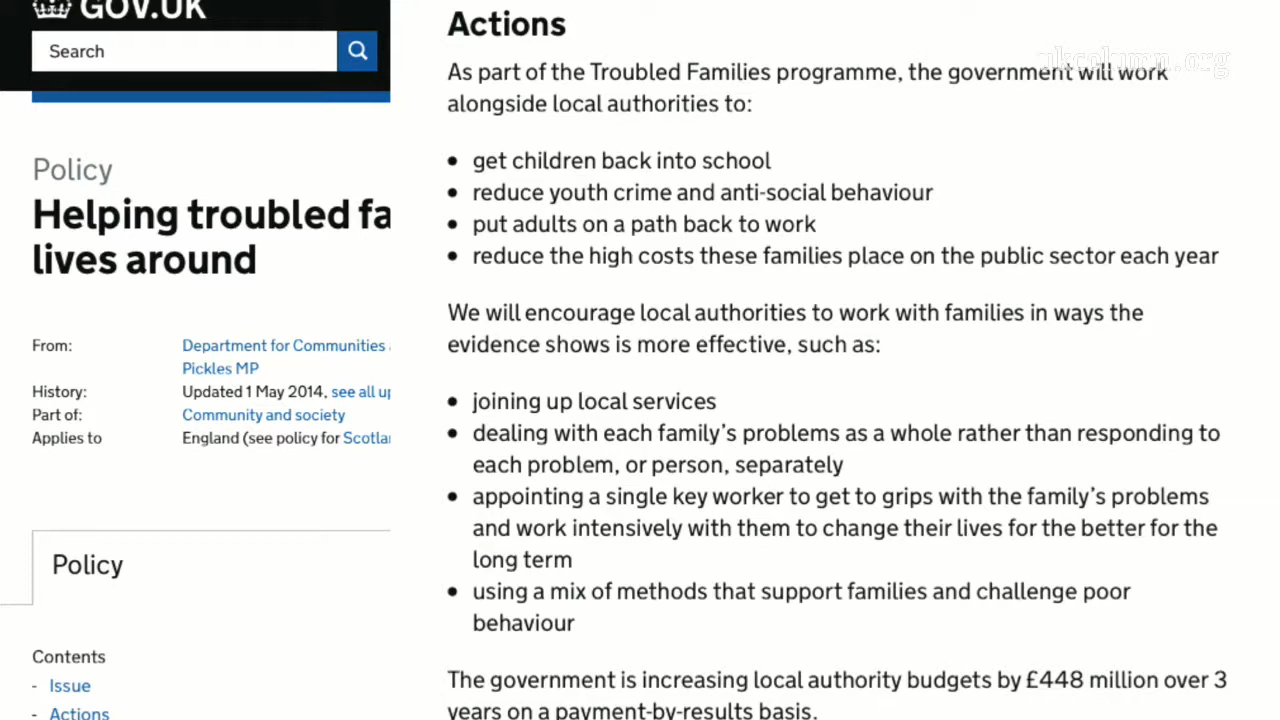 GOV.UK
Search
Policy
Helping troubled fa
lives around
From:
Department for Communities
Pickles MP
History:
Updated 1 May 2014, see all up
Part of:
Community and society
Applies to
England (see policy for Scotla
Policy
Contents
- Issue
- Actions
Actions
ukcolumn.org
As part of the Troubled Families programme, the government will work
alongside local authorities to:
• get children back into school
• reduce youth crime and anti-social behaviour
• put adults on a path back to work
• reduce the high costs these families place on the public sector each year
We will encourage local authorities to work with families in ways the
evidence shows is more effective, such as:
• joining up local services
• dealing with each family’s problems as a whole rather than responding to
each problem, or person, separately
• appointing a single key worker to get to grips with the family’s problems
and work intensively with them to change their lives for the better for the
long term
• using a mix of methods that support families and challenge poor
behaviour
The government is increasing local authority budgets by £448 million over 3
years on a payment-by-results basis.